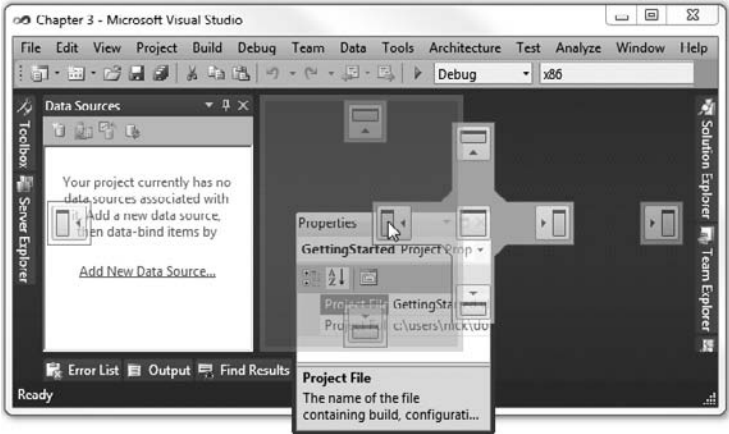 Chapter 3 - Microsoft Visual Studio
File Edit View Project Build Debug Team Data Tools Architecture Test Analyze Window Help
Debug x86
Toolbox
Server Explorer
Data Sources
Your project currently has no
data sources associated with
it. Add a new data source,
then data-bind items by
Add New Data Source...
Properties
GettingStarted Project Prop
Project File GettingSta
c:\users\nick\do
Project File
The name of the file
containing build, configurati...
Solution Explorer
Team Explorer
Error List Output Find Results
Ready